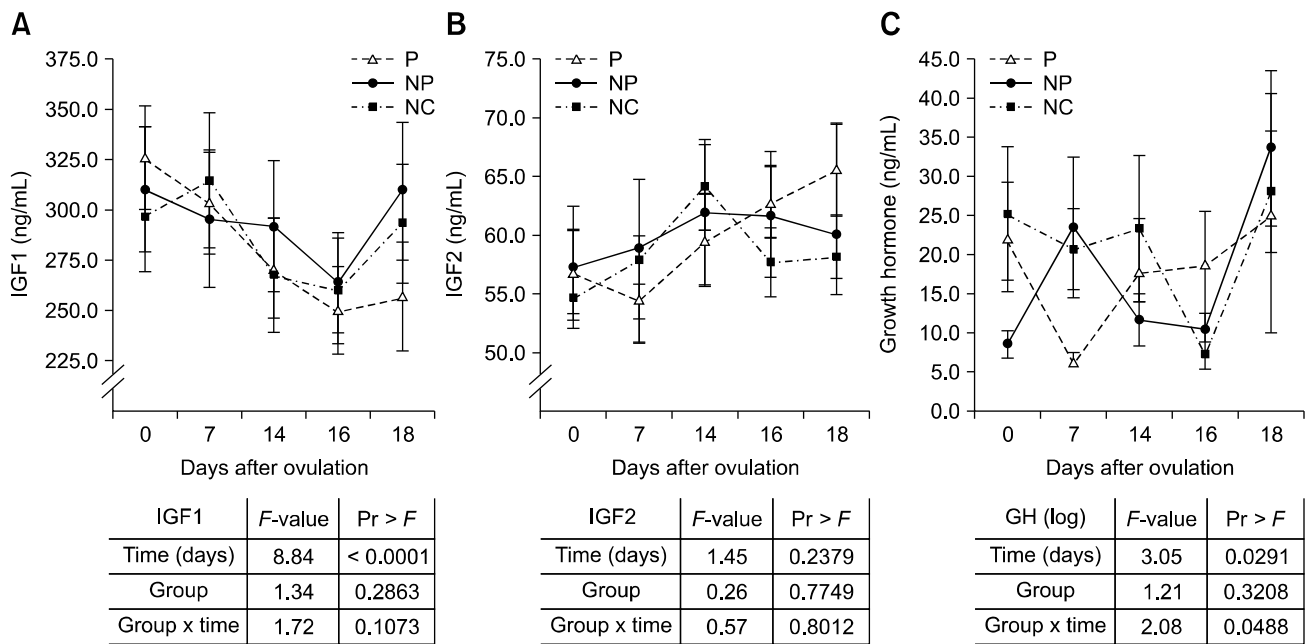 A
375.0
350.0
325.0
300.0
275.0
250.0
225.0
IGF1 (ng/mL)
P
NP
NC
0 7 14 16 18
Days after ovulation
IGF1 F-value Pr > F
Time (days) 8.84 < 0.0001
Group 1.34 0.2863
Group x time 1.72 0.1073
B
75.0
70.0
65.0
60.0
55.0
50.0
IGF2 (ng/mL)
P
NP
NC
0 7 14 16 18
Days after ovulation
IGF2 F-value Pr > F
Time (days) 1.45 0.2379
Group 0.26 0.7749
Group x time 0.57 0.8012
C
45.0
40.0
35.0
30.0
25.0
20.0
15.0
10.0
5.0
0.0
Growth hormone (ng/mL)
P
NP
NC
0 7 14 16 18
Days after ovulation
GH (log) F-value Pr > F
Time (days) 3.05 0.0291
Group 1.21 0.3208
Group x time 2.08 0.0488